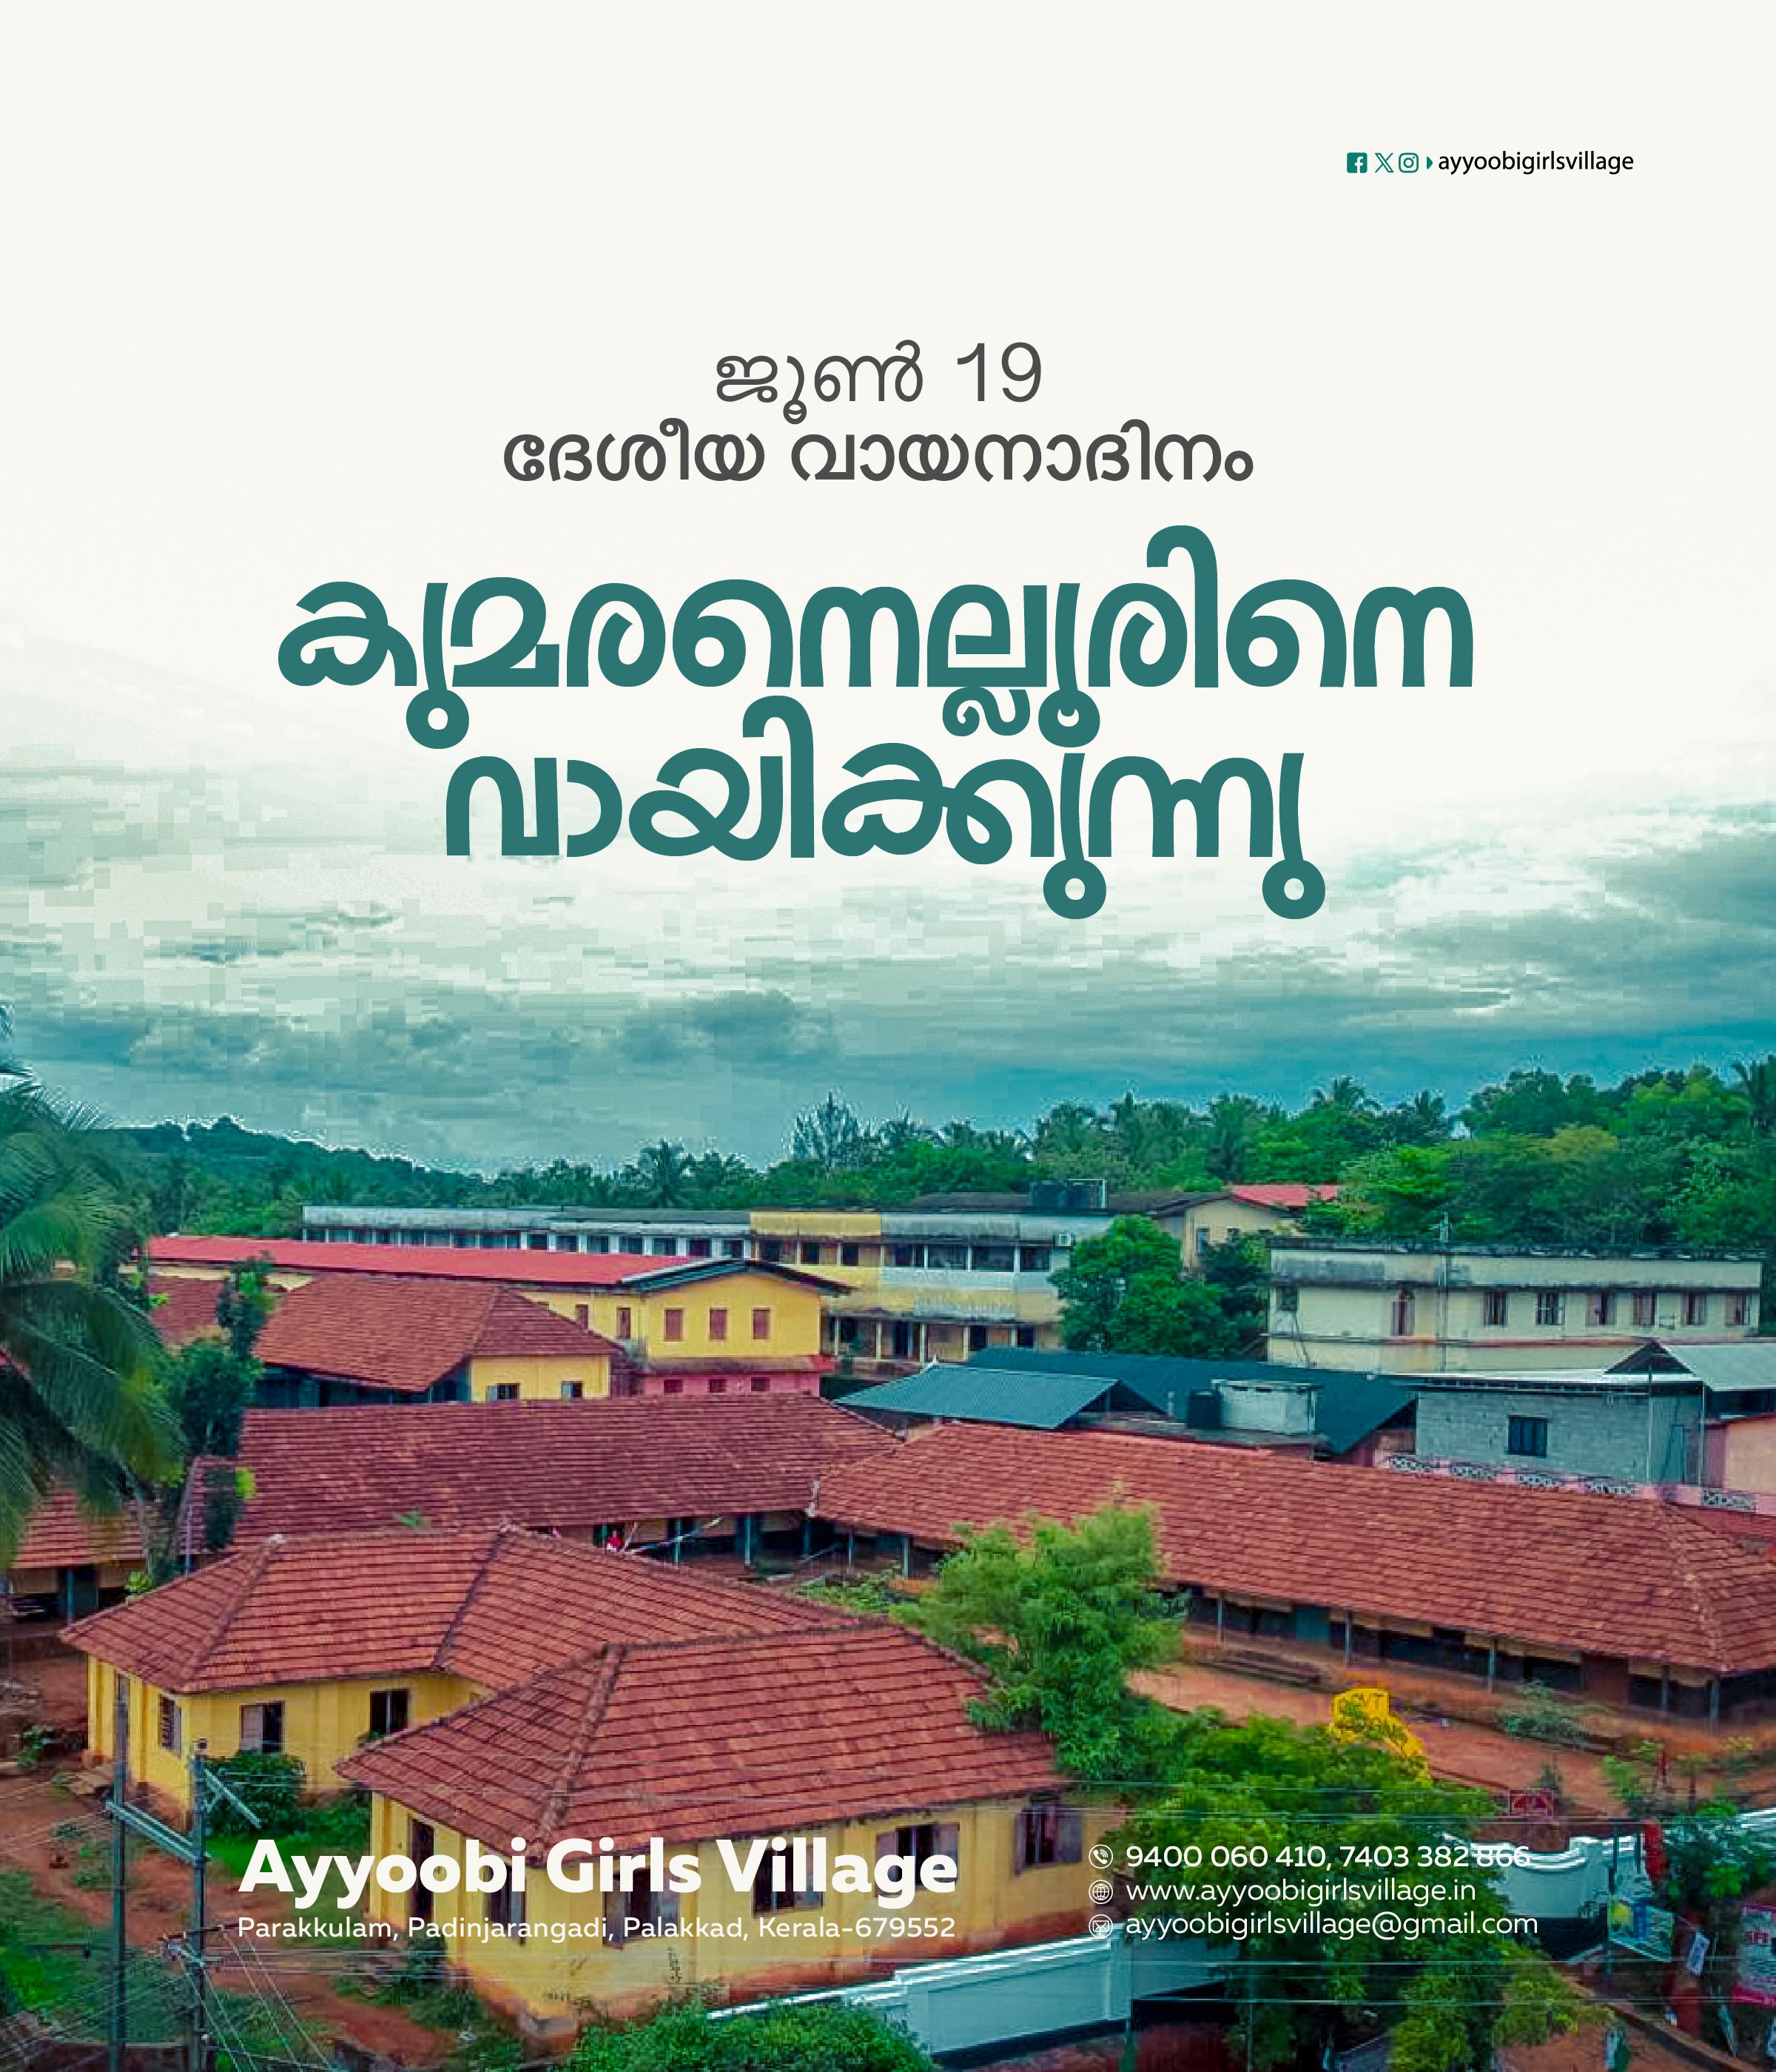 ayyoobigirlsvillage
ജൂൺ 19
ദേശീയ വായനാദിനം
കുമരനെല്ലൂരിനെ
വായിക്കുന്നു
Ayyoobi Girls Village
Parakkulam, Padinjarangadi, Palakkad, Kerala-679552
9400 060 410, 7403 382 866
www.ayyoobigirlsvillage.in
ayyoobigirlsvillage@gmail.com